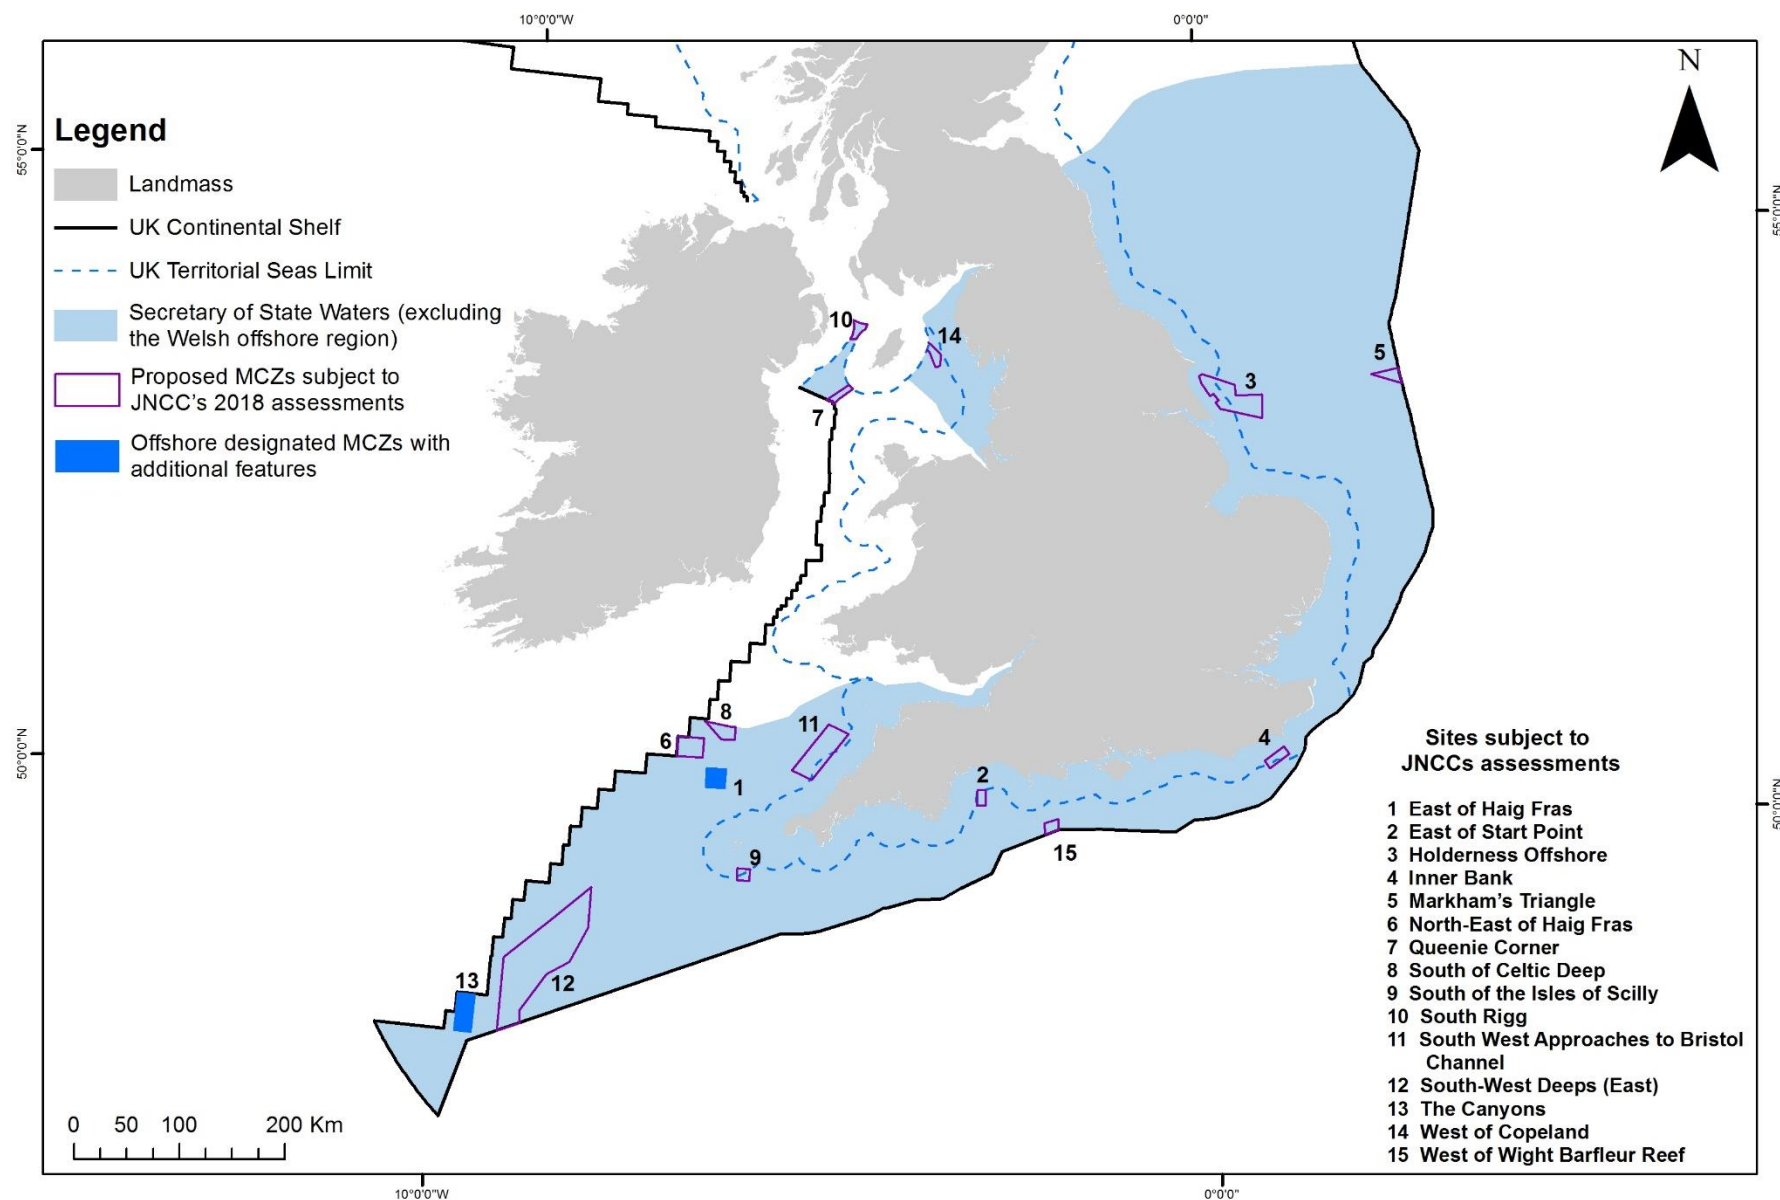 10°0'0"W
0°0'0"
N
55°0'0"N
55°0'0"N
50°0'0"N
50°0'0"N
Legend
Landmass
UK Continental Shelf
UK Territorial Seas Limit
Secretary of State Waters (excluding
the Welsh offshore region)
Proposed MCZs subject to
JNCC's 2018 assessments
Offshore designated MCZs with
additional features
10
14
7
5
3
8
6
11
1
2
4
9
15
12
13
Sites subject to
JNCCs assessments
1 East of Haig Fras
2 East of Start Point
3 Holderness Offshore
4 Inner Bank
5 Markham's Triangle
6 North-East of Haig Fras
7 Queenie Corner
8 South of Celtic Deep
9 South of the Isles of Scilly
10 South Rigg
11 South West Approaches to Bristol
Channel
12 South-West Deeps (East)
13 The Canyons
14 West of Copeland
15 West of Wight Barfleur Reef
0 50 100 200 Km
10°0'0"W
0°0'0"